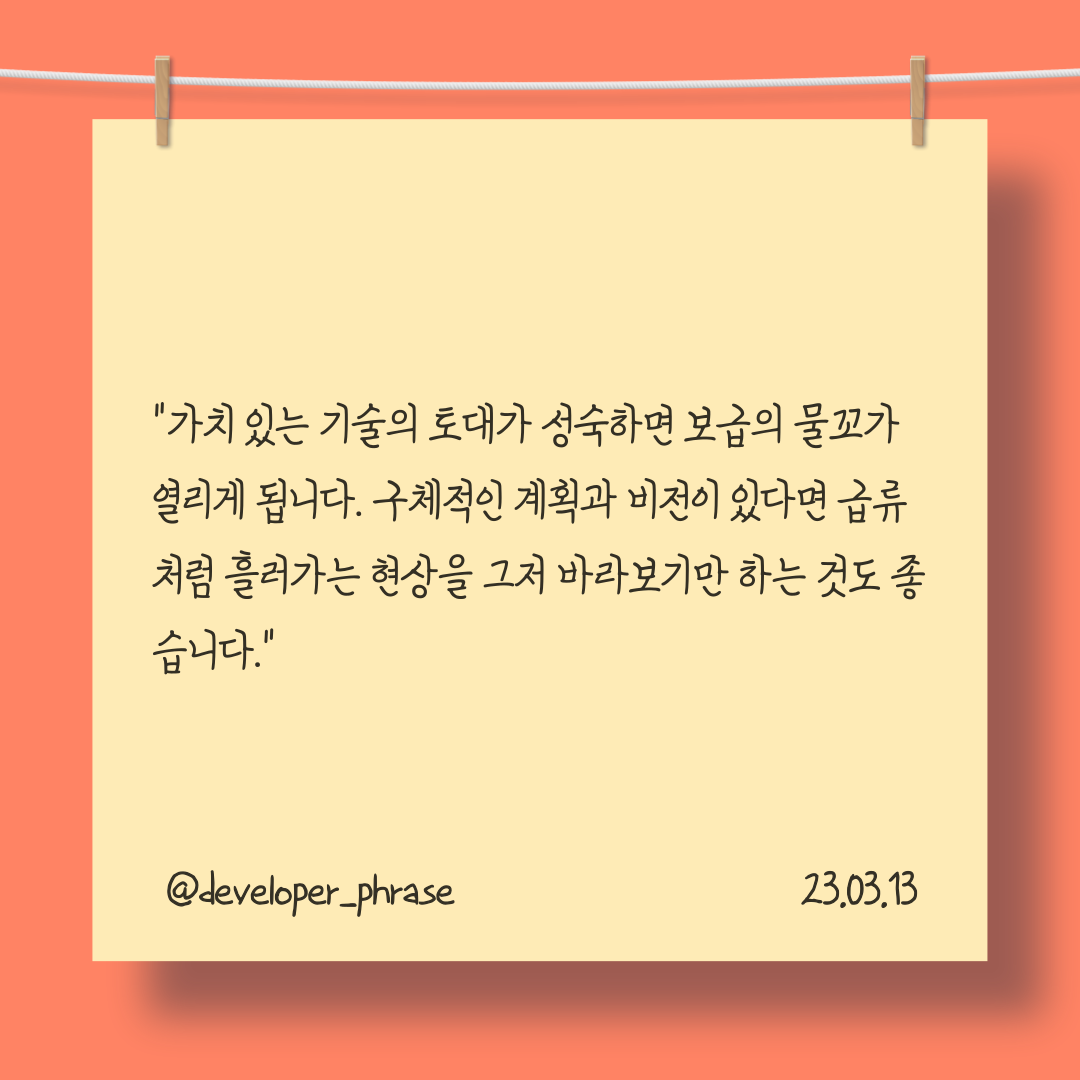 "가치 있는 기술의 토대가 성숙하면 보급의 물꼬가
열리게 됩니다. 구체적인 계획과 비전이 있다면 급류
처럼 흘러가는 현상을 그저 바라보기만 하는 것도 좋
습니다."
@developer_phrase
23.03.13